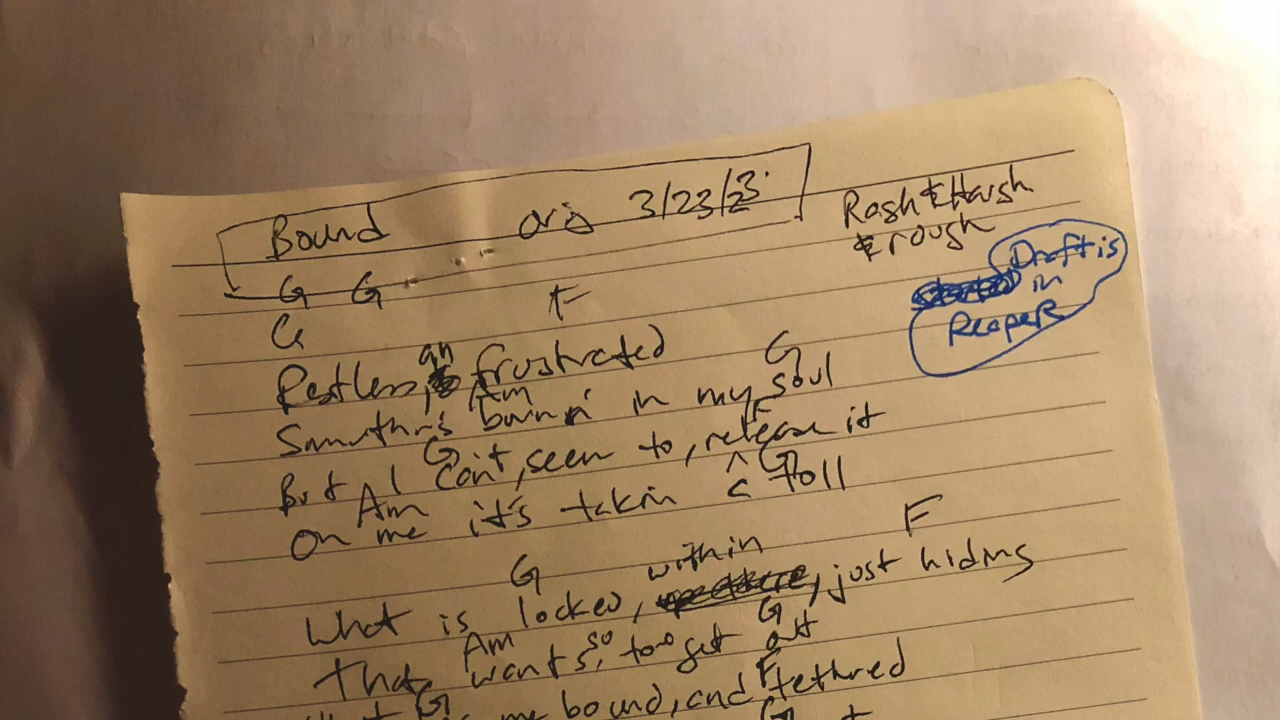 Bound orig 3/23/23
Rash & Harsh
& rough
Draft is
in
Reaper
G G
G F
Restless, an frustrated
Am G
Somethin's burnin' in my soul
G F
But I can't, seem to, release it
Am G
On me it's takin a toll
G F
What is locked, within, just hiding
Am G
That wants, so to get out
G F
me bound, and tethred
G